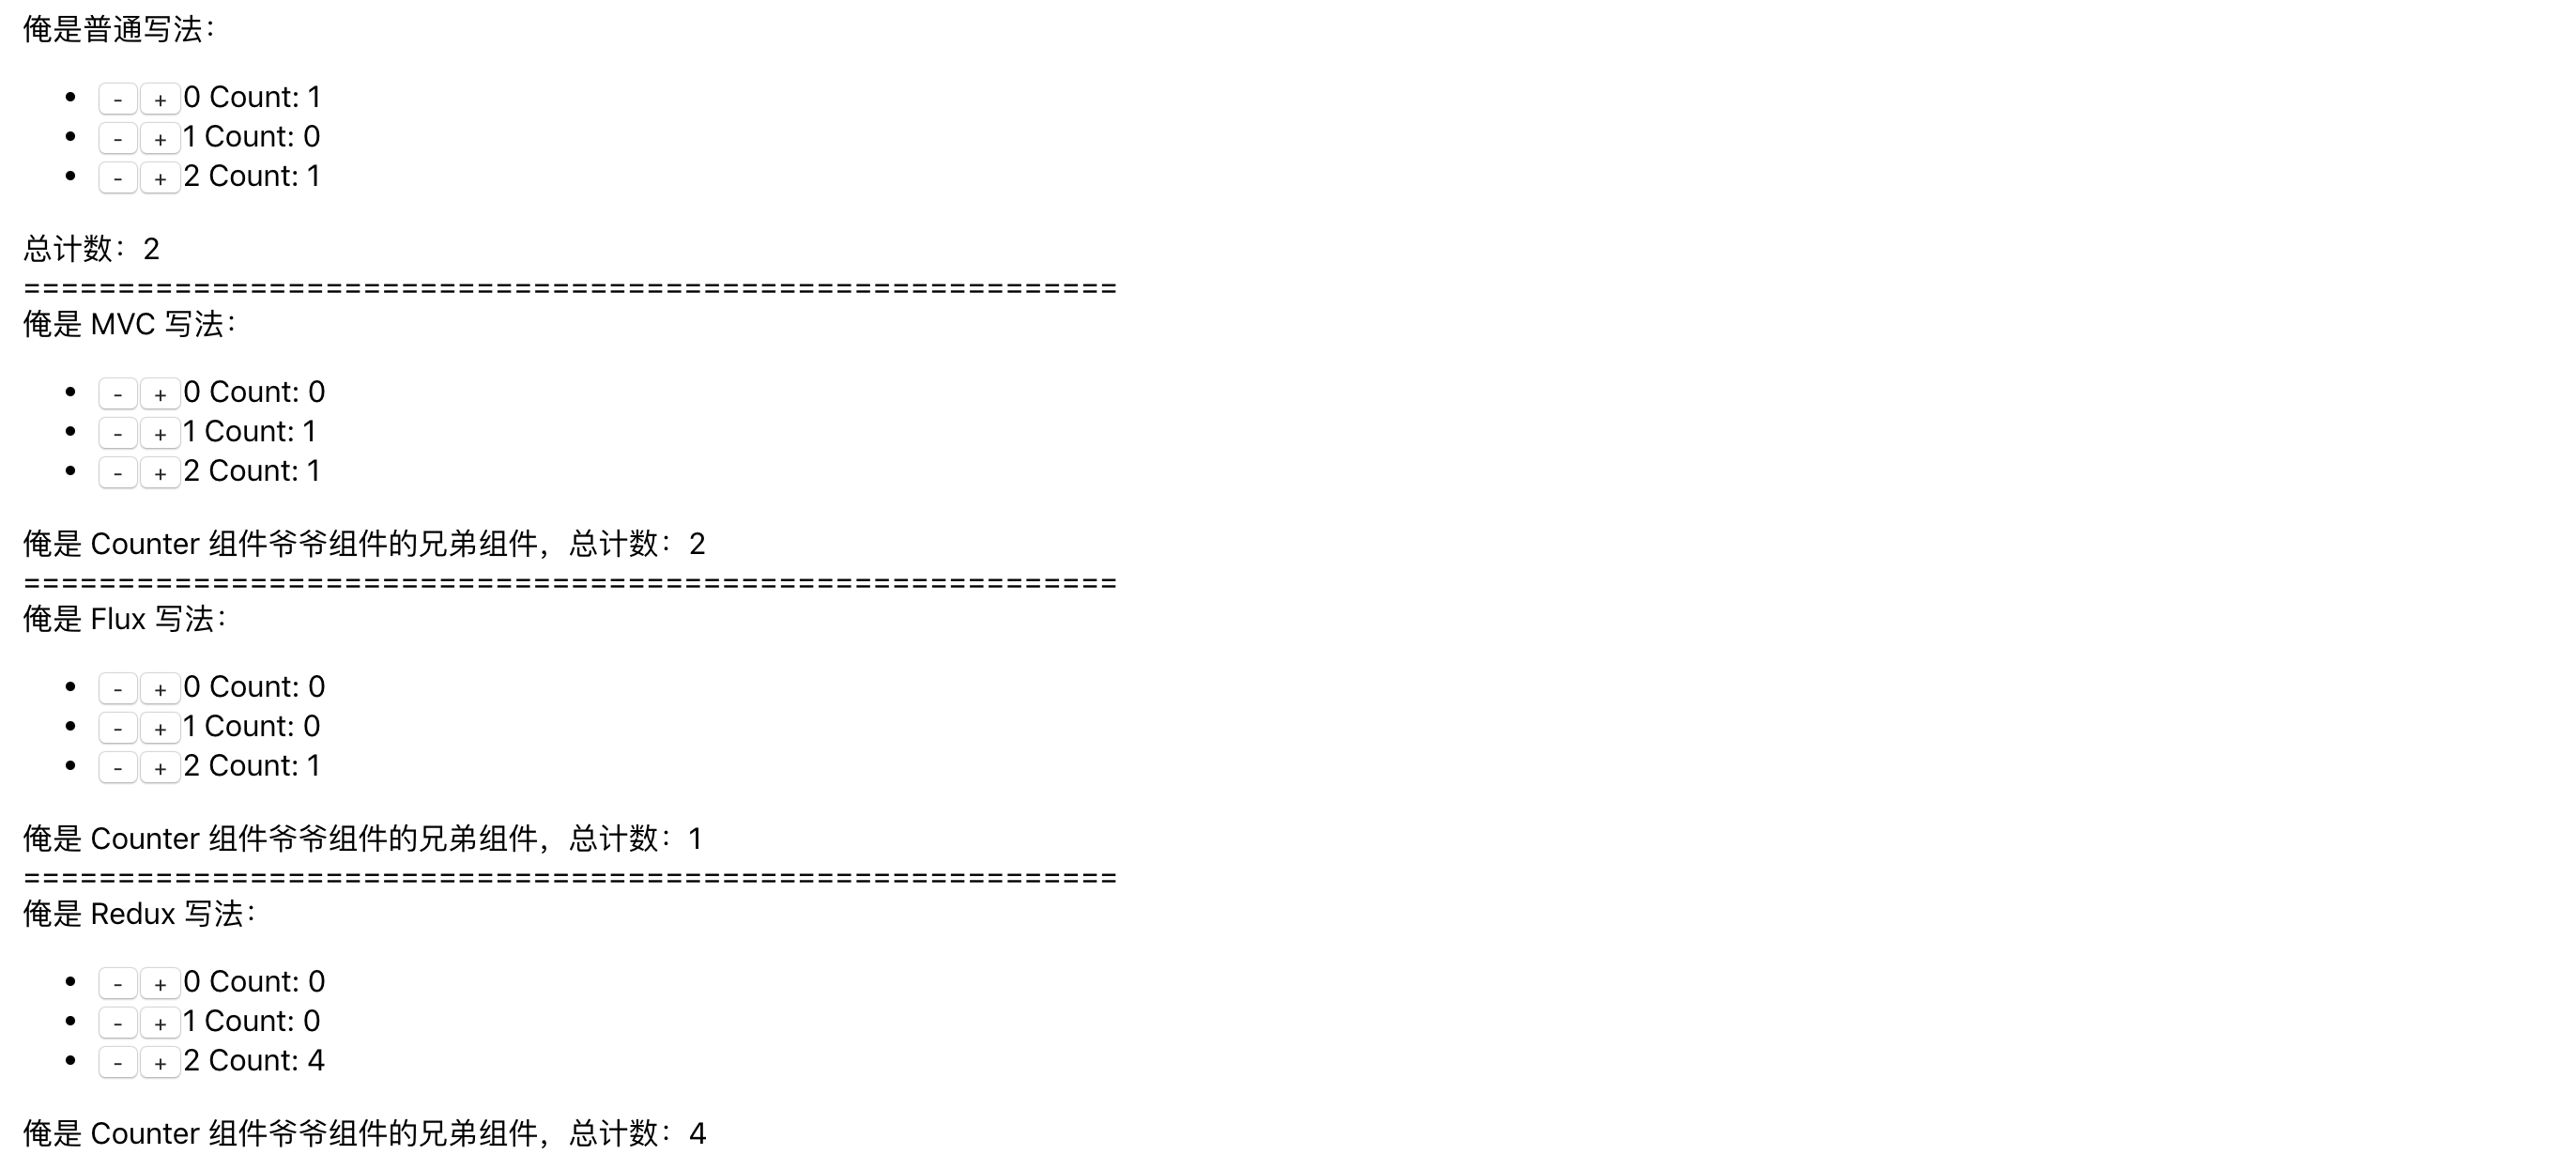 俺是普通写法：
• - + 0 Count: 1
• - + 1 Count: 0
• - + 2 Count: 1
总计数：2
==========================================================
俺是 MVC 写法：
• - + 0 Count: 0
• - + 1 Count: 1
• - + 2 Count: 1
俺是 Counter 组件爷爷组件的兄弟组件，总计数：2
==========================================================
俺是 Flux 写法：
• - + 0 Count: 0
• - + 1 Count: 0
• - + 2 Count: 1
俺是 Counter 组件爷爷组件的兄弟组件，总计数：1
==========================================================
俺是 Redux 写法：
• - + 0 Count: 0
• - + 1 Count: 0
• - + 2 Count: 4
俺是 Counter 组件爷爷组件的兄弟组件，总计数：4